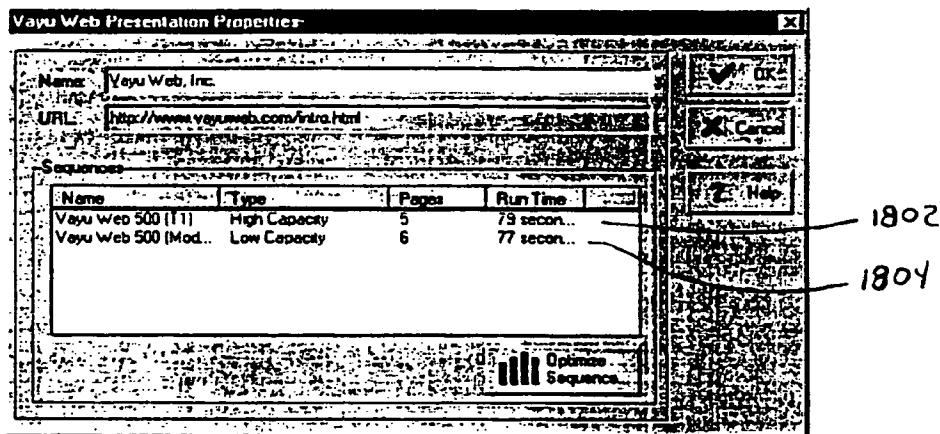 Vayu Web Presentation Properties
Name: Vayu Web, Inc.
OK
URL: http://www.vayuweb.com/intro.html
Cancel
Sequences
Help
Name Type Pages Run Time
Vayu Web 500 (T1) High Capacity 5 79 secon...
1802
Vayu Web 500 (Mod... Low Capacity 6 77 secon...
1804
Optimize
Sequence...